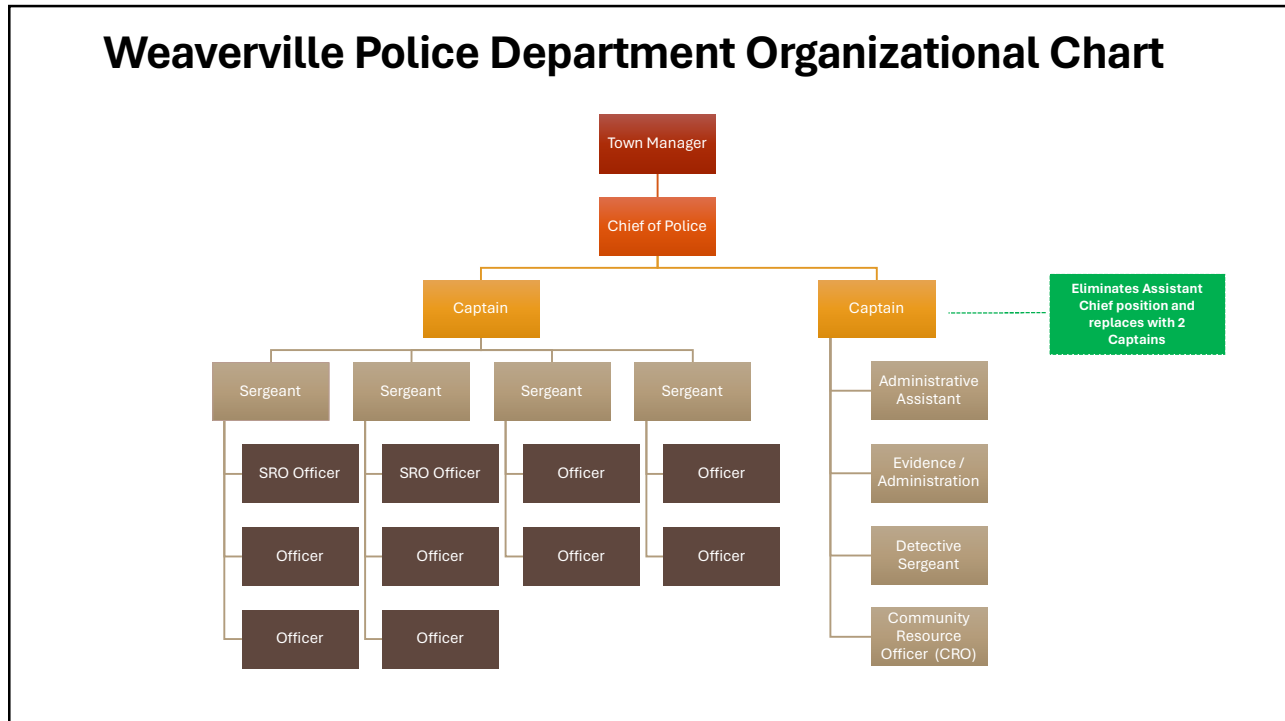 Weaverville Police Department Organizational Chart
Town Manager
Chief of Police
Captain
Captain
Eliminates Assistant
Chief position and
replaces with 2
Captains
Sergeant
Sergeant
Sergeant
Sergeant
Administrative
Assistant
SRO Officer
SRO Officer
Officer
Officer
Evidence /
Administration
Officer
Officer
Officer
Officer
Detective
Sergeant
Officer
Officer
Community
Resource
Officer (CRO)